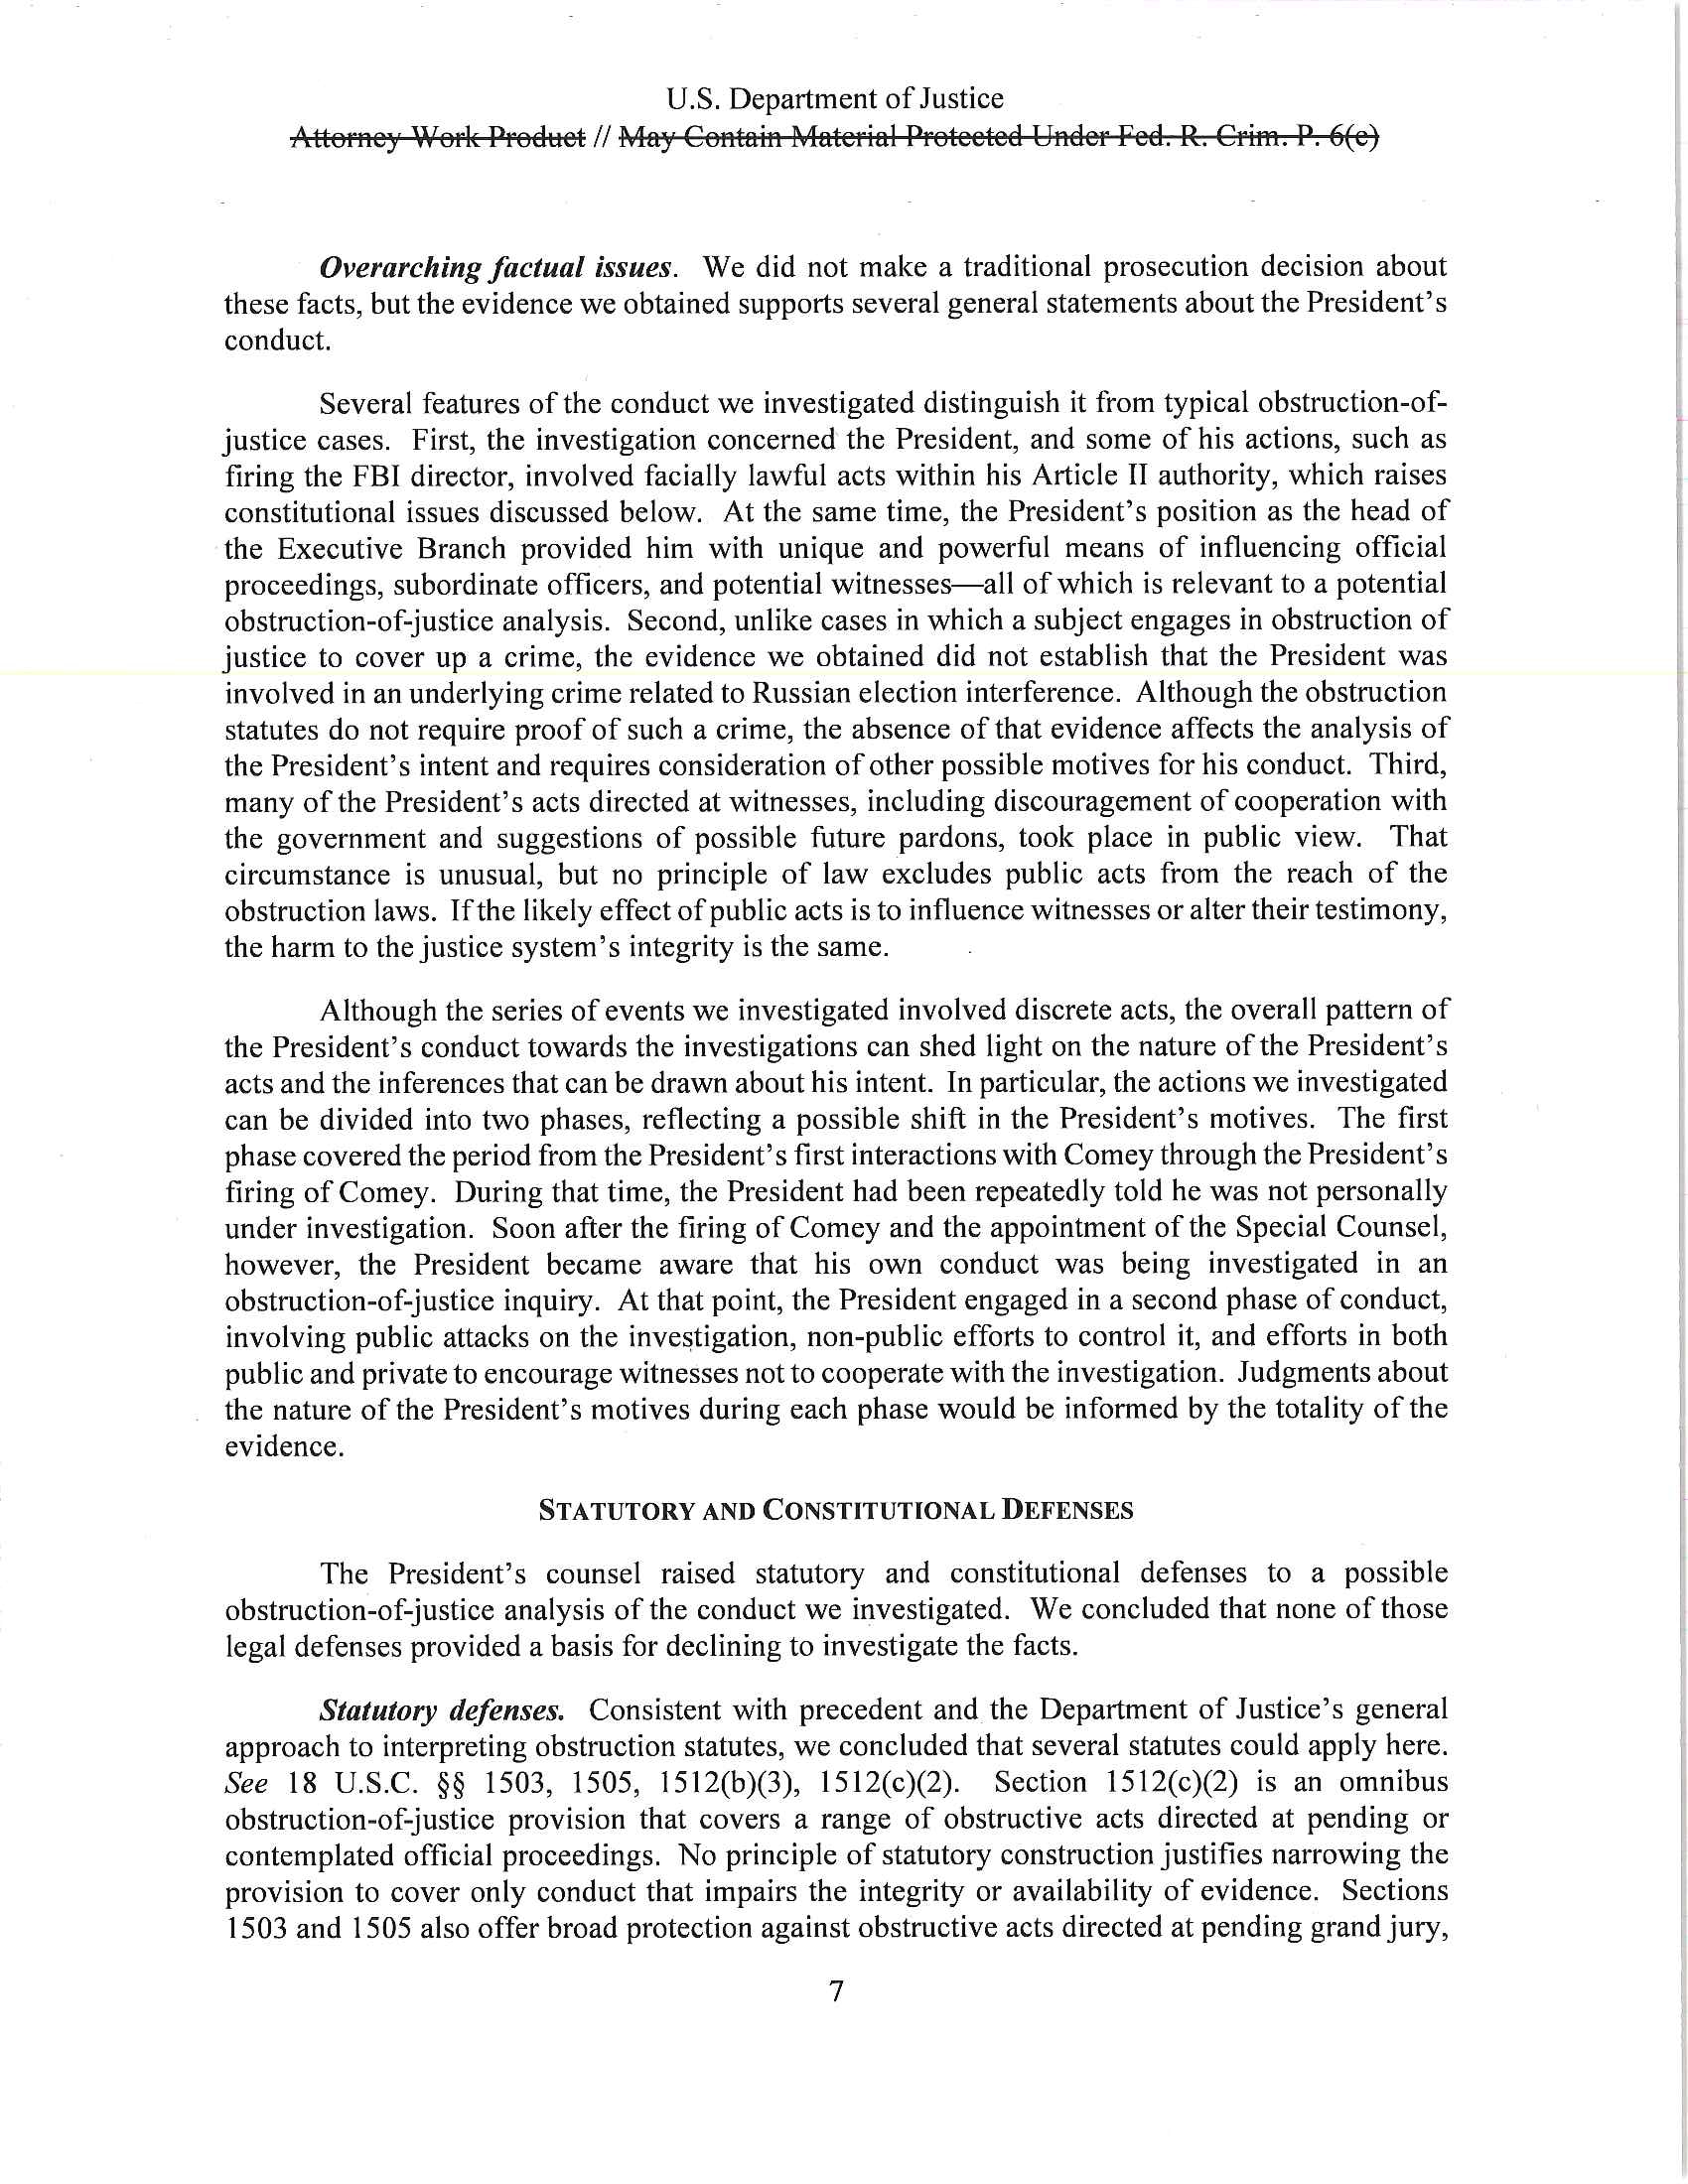 U.S. Department of Justice
Attorney Work Product // May Contain Material Protected Under Fed. R. Crim. P. 6(e)
Overarching factual issues. We did not make a traditional prosecution decision about
these facts, but the evidence we obtained supports several general statements about the President's
conduct.
Several features of the conduct we investigated distinguish it from typical obstruction-of-
justice cases. First, the investigation concerned the President, and some of his actions, such as
firing the FBI director, involved facially lawful acts within his Article II authority, which raises
constitutional issues discussed below. At the same time, the President's position as the head of
the Executive Branch provided him with unique and powerful means of influencing official
proceedings, subordinate officers, and potential witnesses—all of which is relevant to a potential
obstruction-of-justice analysis. Second, unlike cases in which a subject engages in obstruction of
justice to cover up a crime, the evidence we obtained did not establish that the President was
involved in an underlying crime related to Russian election interference. Although the obstruction
statutes do not require proof of such a crime, the absence of that evidence affects the analysis of
the President's intent and requires consideration of other possible motives for his conduct. Third,
many of the President's acts directed at witnesses, including discouragement of cooperation with
the government and suggestions of possible future pardons, took place in public view. That
circumstance is unusual, but no principle of law excludes public acts from the reach of the
obstruction laws. If the likely effect of public acts is to influence witnesses or alter their testimony,
the harm to the justice system's integrity is the same.
Although the series of events we investigated involved discrete acts, the overall pattern of
the President's conduct towards the investigations can shed light on the nature of the President's
acts and the inferences that can be drawn about his intent. In particular, the actions we investigated
can be divided into two phases, reflecting a possible shift in the President's motives. The first
phase covered the period from the President's first interactions with Comey through the President's
firing of Comey. During that time, the President had been repeatedly told he was not personally
under investigation. Soon after the firing of Comey and the appointment of the Special Counsel,
however, the President became aware that his own conduct was being investigated in an
obstruction-of-justice inquiry. At that point, the President engaged in a second phase of conduct,
involving public attacks on the investigation, non-public efforts to control it, and efforts in both
public and private to encourage witnesses not to cooperate with the investigation. Judgments about
the nature of the President's motives during each phase would be informed by the totality of the
evidence.
STATUTORY AND CONSTITUTIONAL DEFENSES
The President's counsel raised statutory and constitutional defenses to a possible
obstruction-of-justice analysis of the conduct we investigated. We concluded that none of those
legal defenses provided a basis for declining to investigate the facts.
Statutory defenses. Consistent with precedent and the Department of Justice's general
approach to interpreting obstruction statutes, we concluded that several statutes could apply here.
See 18 U.S.C. §§ 1503, 1505, 1512(b)(3), 1512(c)(2). Section 1512(c)(2) is an omnibus
obstruction-of-justice provision that covers a range of obstructive acts directed at pending or
contemplated official proceedings. No principle of statutory construction justifies narrowing the
provision to cover only conduct that impairs the integrity or availability of evidence. Sections
1503 and 1505 also offer broad protection against obstructive acts directed at pending grand jury,
7